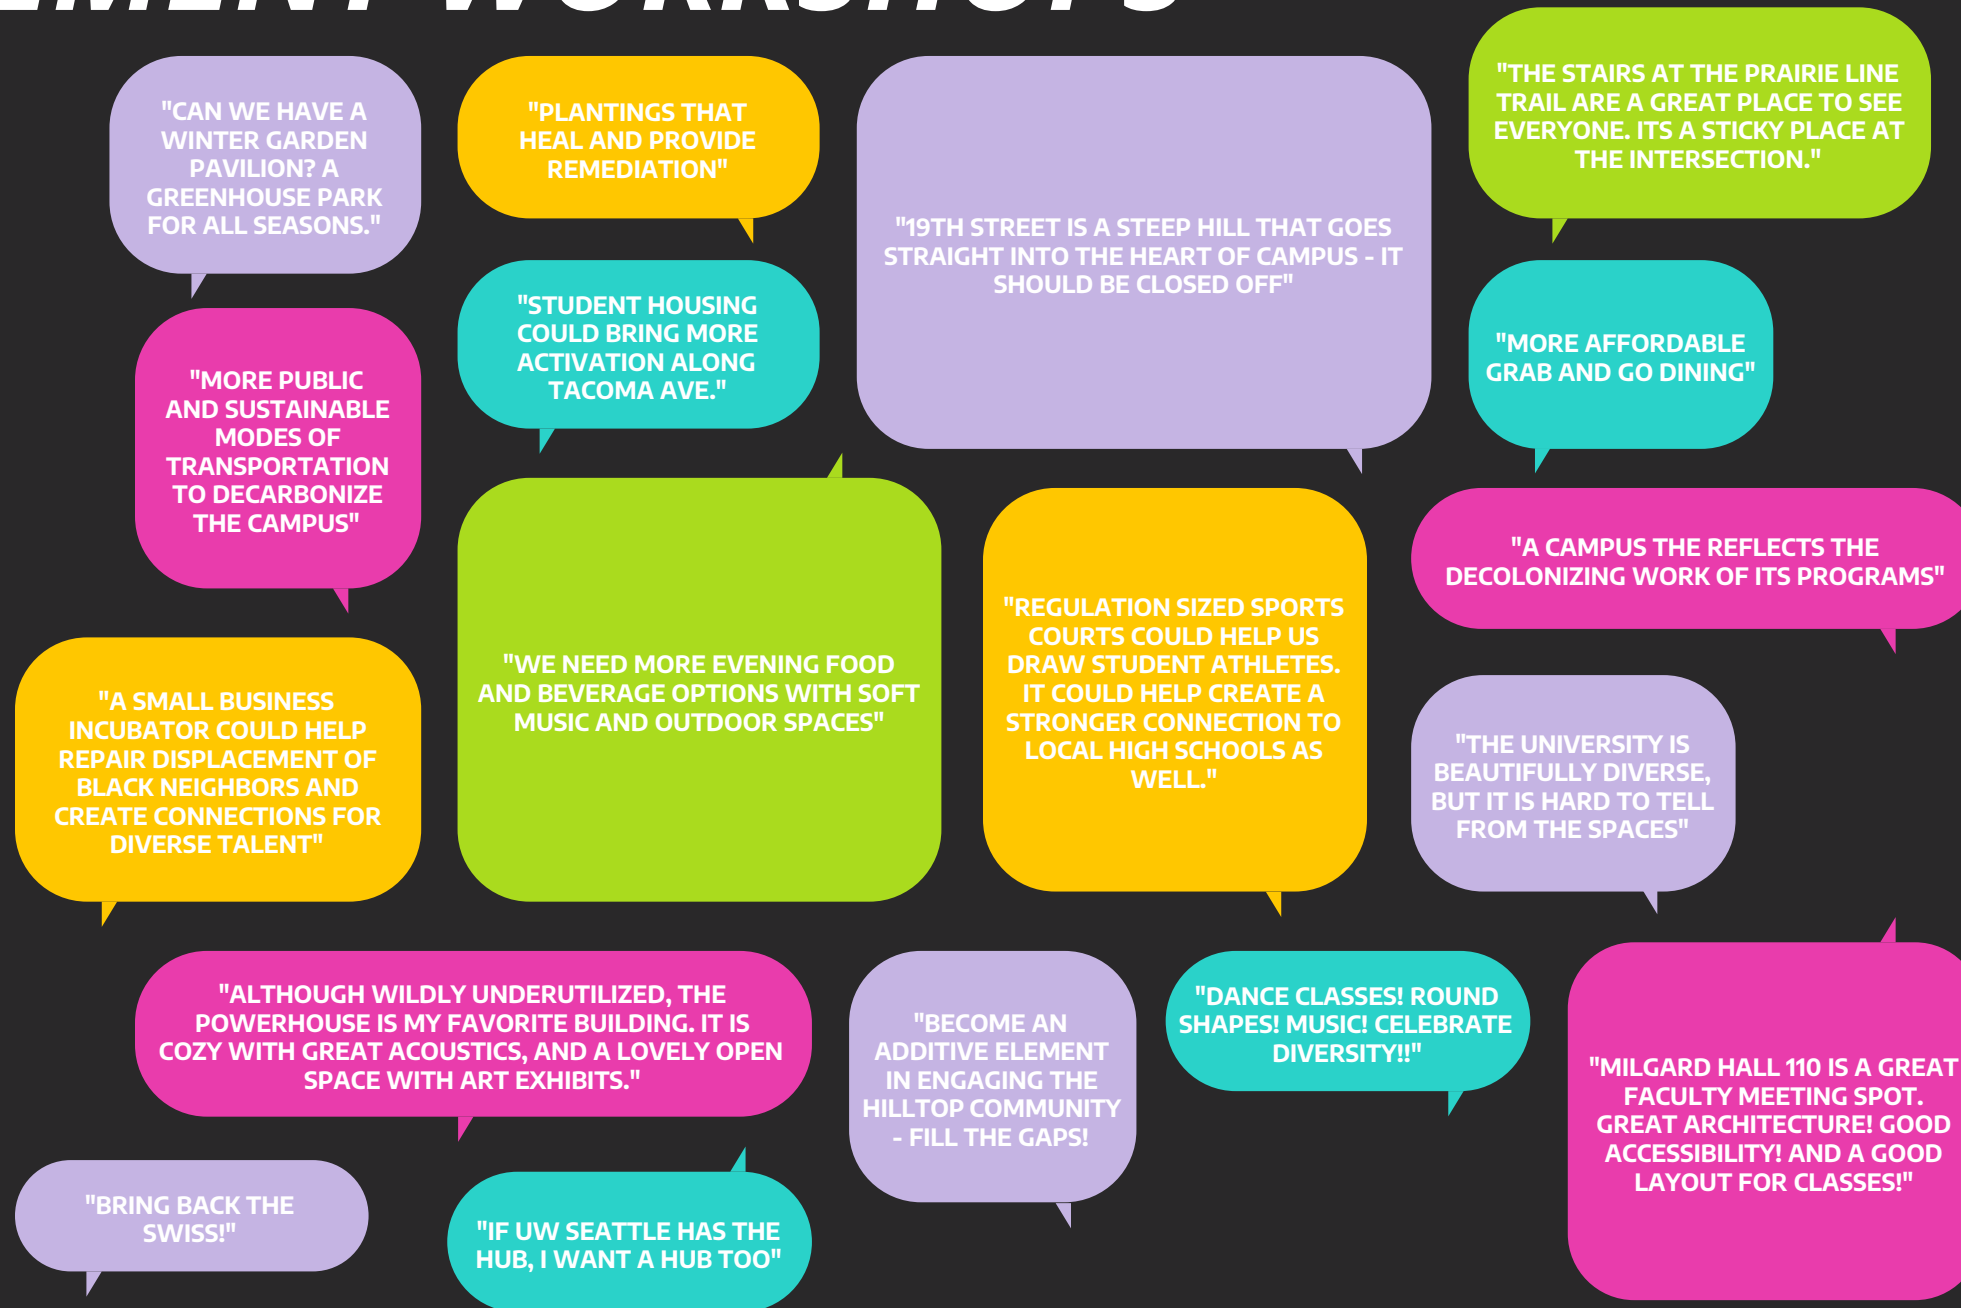 "CAN WE HAVE A
WINTER GARDEN
PAVILION? A
GREENHOUSE PARK
FOR ALL SEASONS."
"PLANTINGS THAT
HEAL AND PROVIDE
REMEDIATION"
"19TH STREET IS A STEEP HILL THAT GOES
STRAIGHT INTO THE HEART OF CAMPUS - IT
SHOULD BE CLOSED OFF"
"THE STAIRS AT THE PRAIRIE LINE
TRAIL ARE A GREAT PLACE TO SEE
EVERYONE. ITS A STICKY PLACE AT
THE INTERSECTION."
"MORE PUBLIC
AND SUSTAINABLE
MODES OF
TRANSPORTATION
TO DECARBONIZE
THE CAMPUS"
"STUDENT HOUSING
COULD BRING MORE
ACTIVATION ALONG
TACOMA AVE."
"MORE AFFORDABLE
GRAB AND GO DINING"
"WE NEED MORE EVENING FOOD
AND BEVERAGE OPTIONS WITH SOFT
MUSIC AND OUTDOOR SPACES"
"REGULATION SIZED SPORTS
COURTS COULD HELP US
DRAW STUDENT ATHLETES.
IT COULD HELP CREATE A
STRONGER CONNECTION TO
LOCAL HIGH SCHOOLS AS
WELL."
"A CAMPUS THE REFLECTS THE
DECOLONIZING WORK OF ITS PROGRAMS"
"A SMALL BUSINESS
INCUBATOR COULD HELP
REPAIR DISPLACEMENT OF
BLACK NEIGHBORS AND
CREATE CONNECTIONS FOR
DIVERSE TALENT"
"THE UNIVERSITY IS
BEAUTIFULLY DIVERSE,
BUT IT IS HARD TO TELL
FROM THE SPACES"
"ALTHOUGH WILDLY UNDERUTILIZED, THE
POWERHOUSE IS MY FAVORITE BUILDING. IT IS
COZY WITH GREAT ACOUSTICS, AND A LOVELY OPEN
SPACE WITH ART EXHIBITS."
"BECOME AN
ADDITIVE ELEMENT
IN ENGAGING THE
HILLTOP COMMUNITY
- FILL THE GAPS!
"DANCE CLASSES! ROUND
SHAPES! MUSIC! CELEBRATE
DIVERSITY!!"
"MILGARD HALL 110 IS A GREAT
FACULTY MEETING SPOT.
GREAT ARCHITECTURE! GOOD
ACCESSIBILITY! AND A GOOD
LAYOUT FOR CLASSES!"
"BRING BACK THE
SWISS!"
"IF UW SEATTLE HAS THE
HUB, I WANT A HUB TOO"